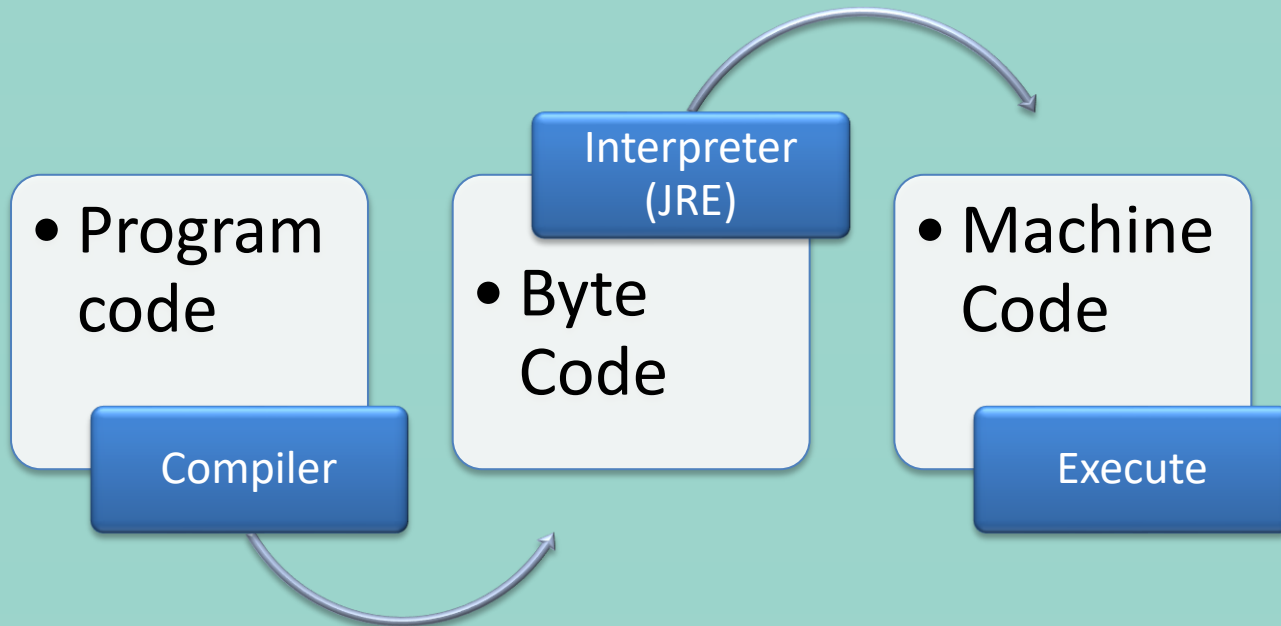 • Program
code
Compiler
Interpreter
(JRE)
• Byte
Code
• Machine
Code
Execute